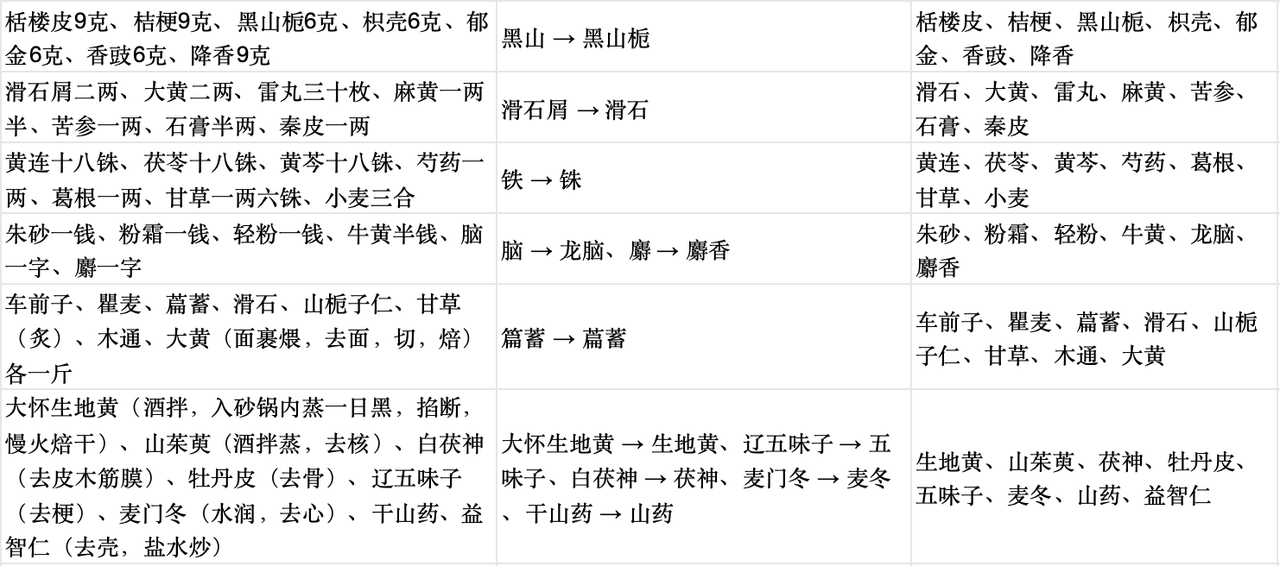 栝楼皮9克、桔梗9克、黑山栀6克、枳壳6克、郁
金6克、香豉6克、降香9克
黑山 → 黑山栀
栝楼皮、桔梗、黑山栀、枳壳、郁
金、香豉、降香
滑石屑二两、大黄二两、雷丸三十枚、麻黄一两
半、苦参一两、石膏半两、秦皮一两
滑石屑 → 滑石
滑石、大黄、雷丸、麻黄、苦参、
石膏、秦皮
黄连十八铢、茯苓十八铢、黄芩十八铢、芍药一
两、葛根一两、甘草一两六铢、小麦三合
铁 → 铢
黄连、茯苓、黄芩、芍药、葛根、
甘草、小麦
朱砂一钱、粉霜一钱、轻粉一钱、牛黄半钱、脑
一字、麝一字
脑 → 龙脑、麝 → 麝香
朱砂、粉霜、轻粉、牛黄、龙脑、
麝香
车前子、瞿麦、萹蓄、滑石、山栀子仁、甘草
（炙）、木通、大黄（面裹煨，去面，切，焙）
各一斤
篇蓄 → 萹蓄
车前子、瞿麦、萹蓄、滑石、山栀
子仁、甘草、木通、大黄
大怀生地黄（酒拌，入砂锅内蒸一日黑，掐断，
慢火焙干）、山茱萸（酒拌蒸，去核）、白茯神
（去皮木筋膜）、牡丹皮（去骨）、辽五味子
（去梗）、麦门冬（水润，去心）、干山药、益
智仁（去壳，盐水炒）
大怀生地黄 → 生地黄、辽五味子 → 五
味子、白茯神 → 茯神、麦门冬 → 麦冬
、干山药 → 山药
生地黄、山茱萸、茯神、牡丹皮、
五味子、麦冬、山药、益智仁